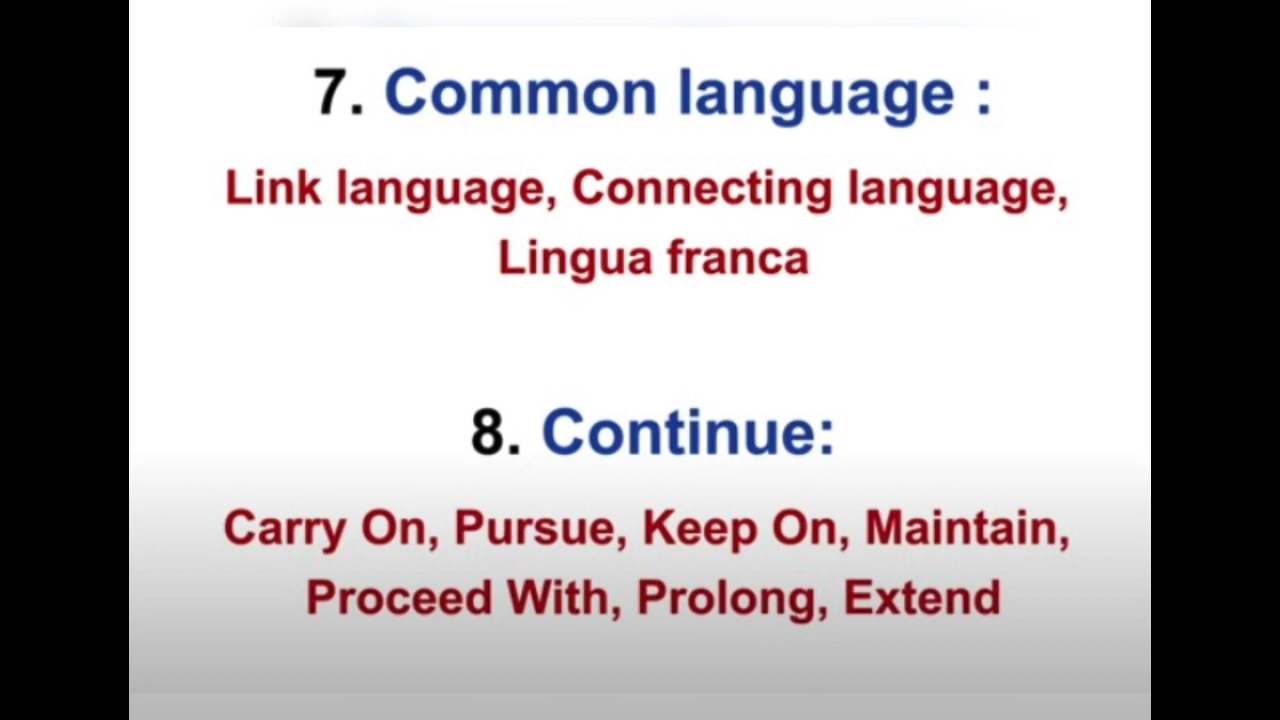 7. Common language :
Link language, Connecting language,
Lingua franca
8. Continue:
Carry On, Pursue, Keep On, Maintain,
Proceed With, Prolong, Extend